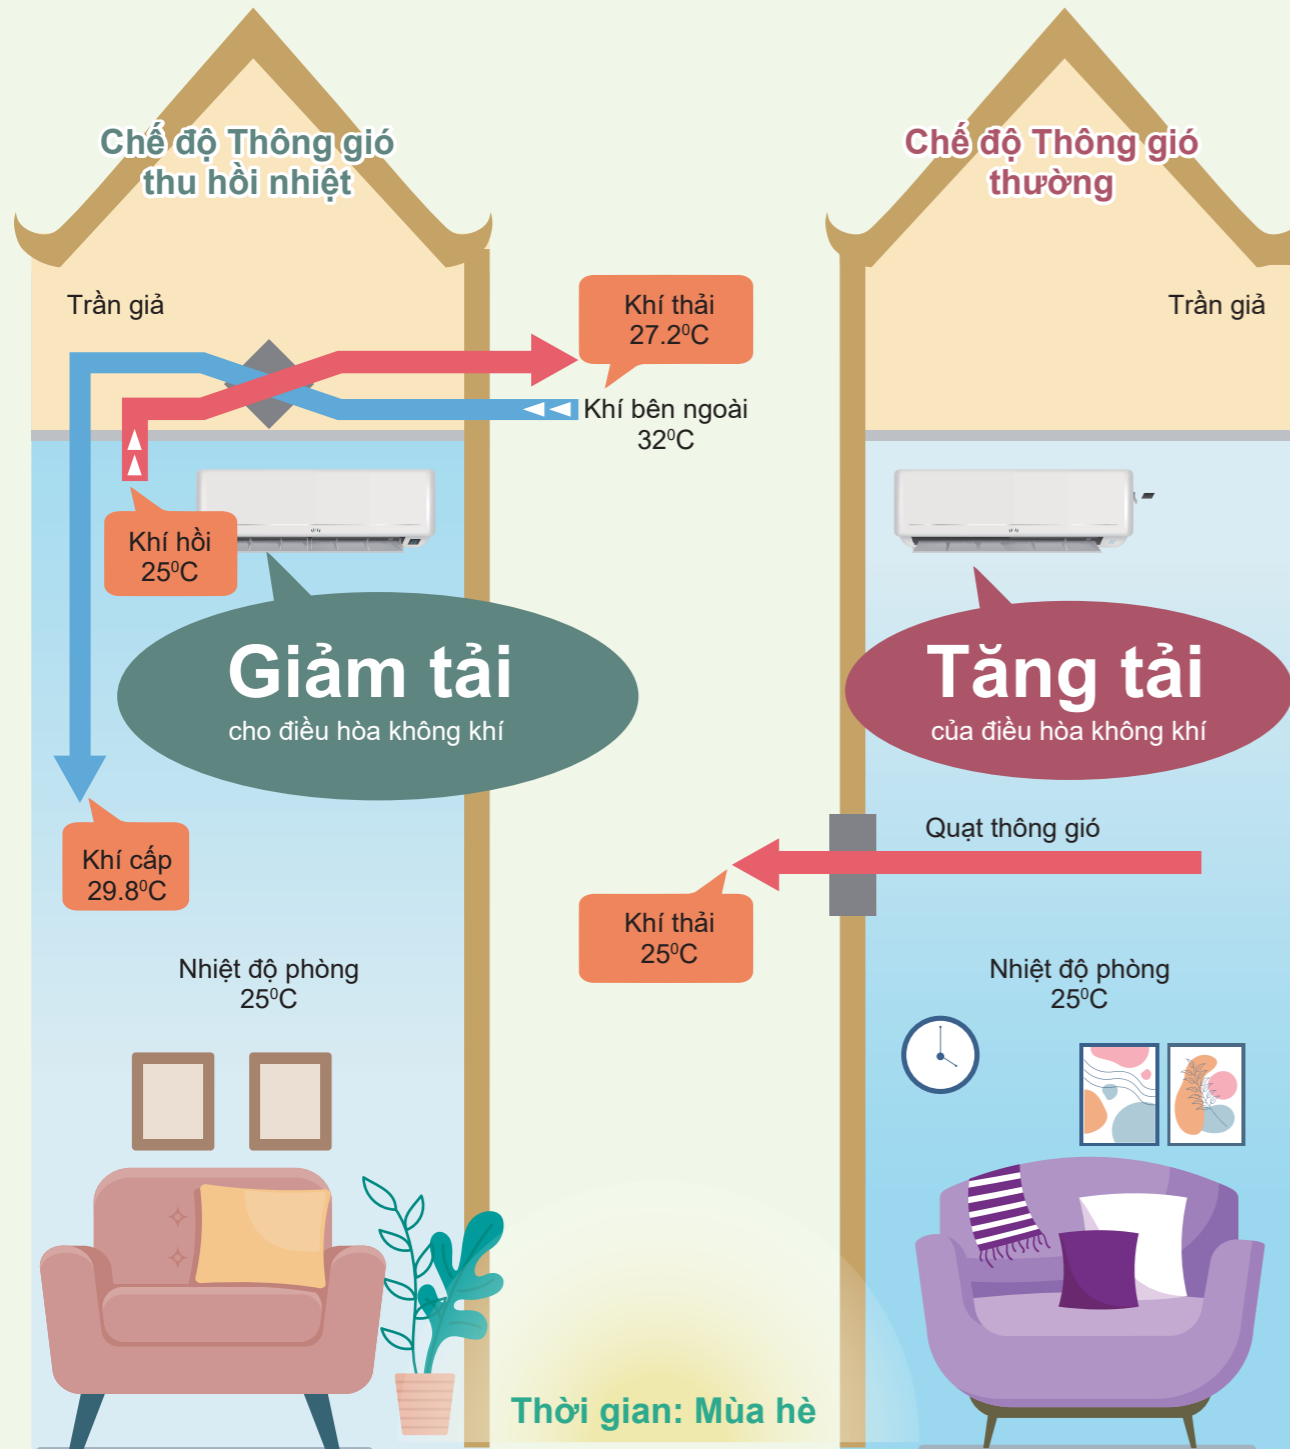 Chế độ Thông gió
thu hồi nhiệt
Trần giả
Khí thải
27.2⁰C
Khí bên ngoài
32⁰C
Khí hồi
25⁰C
Giảm tải
cho điều hòa không khí
Khí cấp
29.8⁰C
Nhiệt độ phòng
25⁰C
Chế độ Thông gió
thường
Trần giả
Tăng tải
của điều hòa không khí
Quạt thông gió
Khí thải
25⁰C
Nhiệt độ phòng
25⁰C
Thời gian: Mùa hè